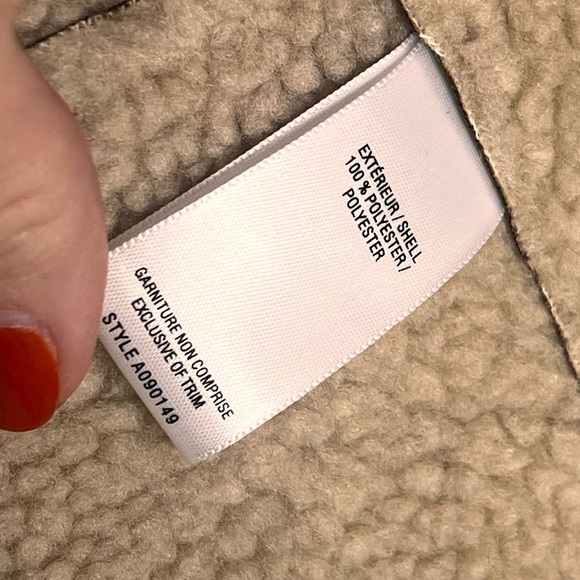 EXTÉRIEUR / SHELL
100 % POLYESTER /
POLYESTER
GARNITURE NON COMPRISE
EXCLUSIVE OF TRIM
STYLE A090149